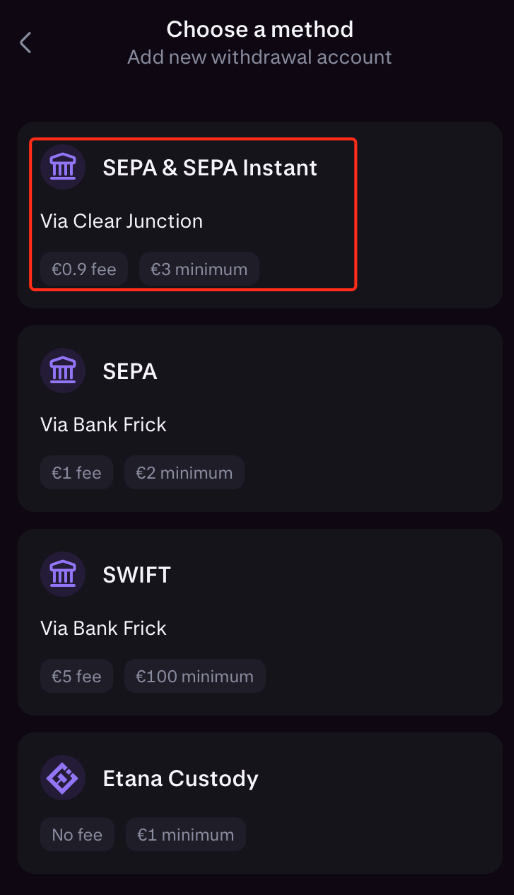 Choose a method
Add new withdrawal account
SEPA & SEPA Instant
Via Clear Junction
€0.9 fee €3 minimum
SEPA
Via Bank Frick
€1 fee €2 minimum
SWIFT
Via Bank Frick
€5 fee €100 minimum
Etana Custody
No fee €1 minimum